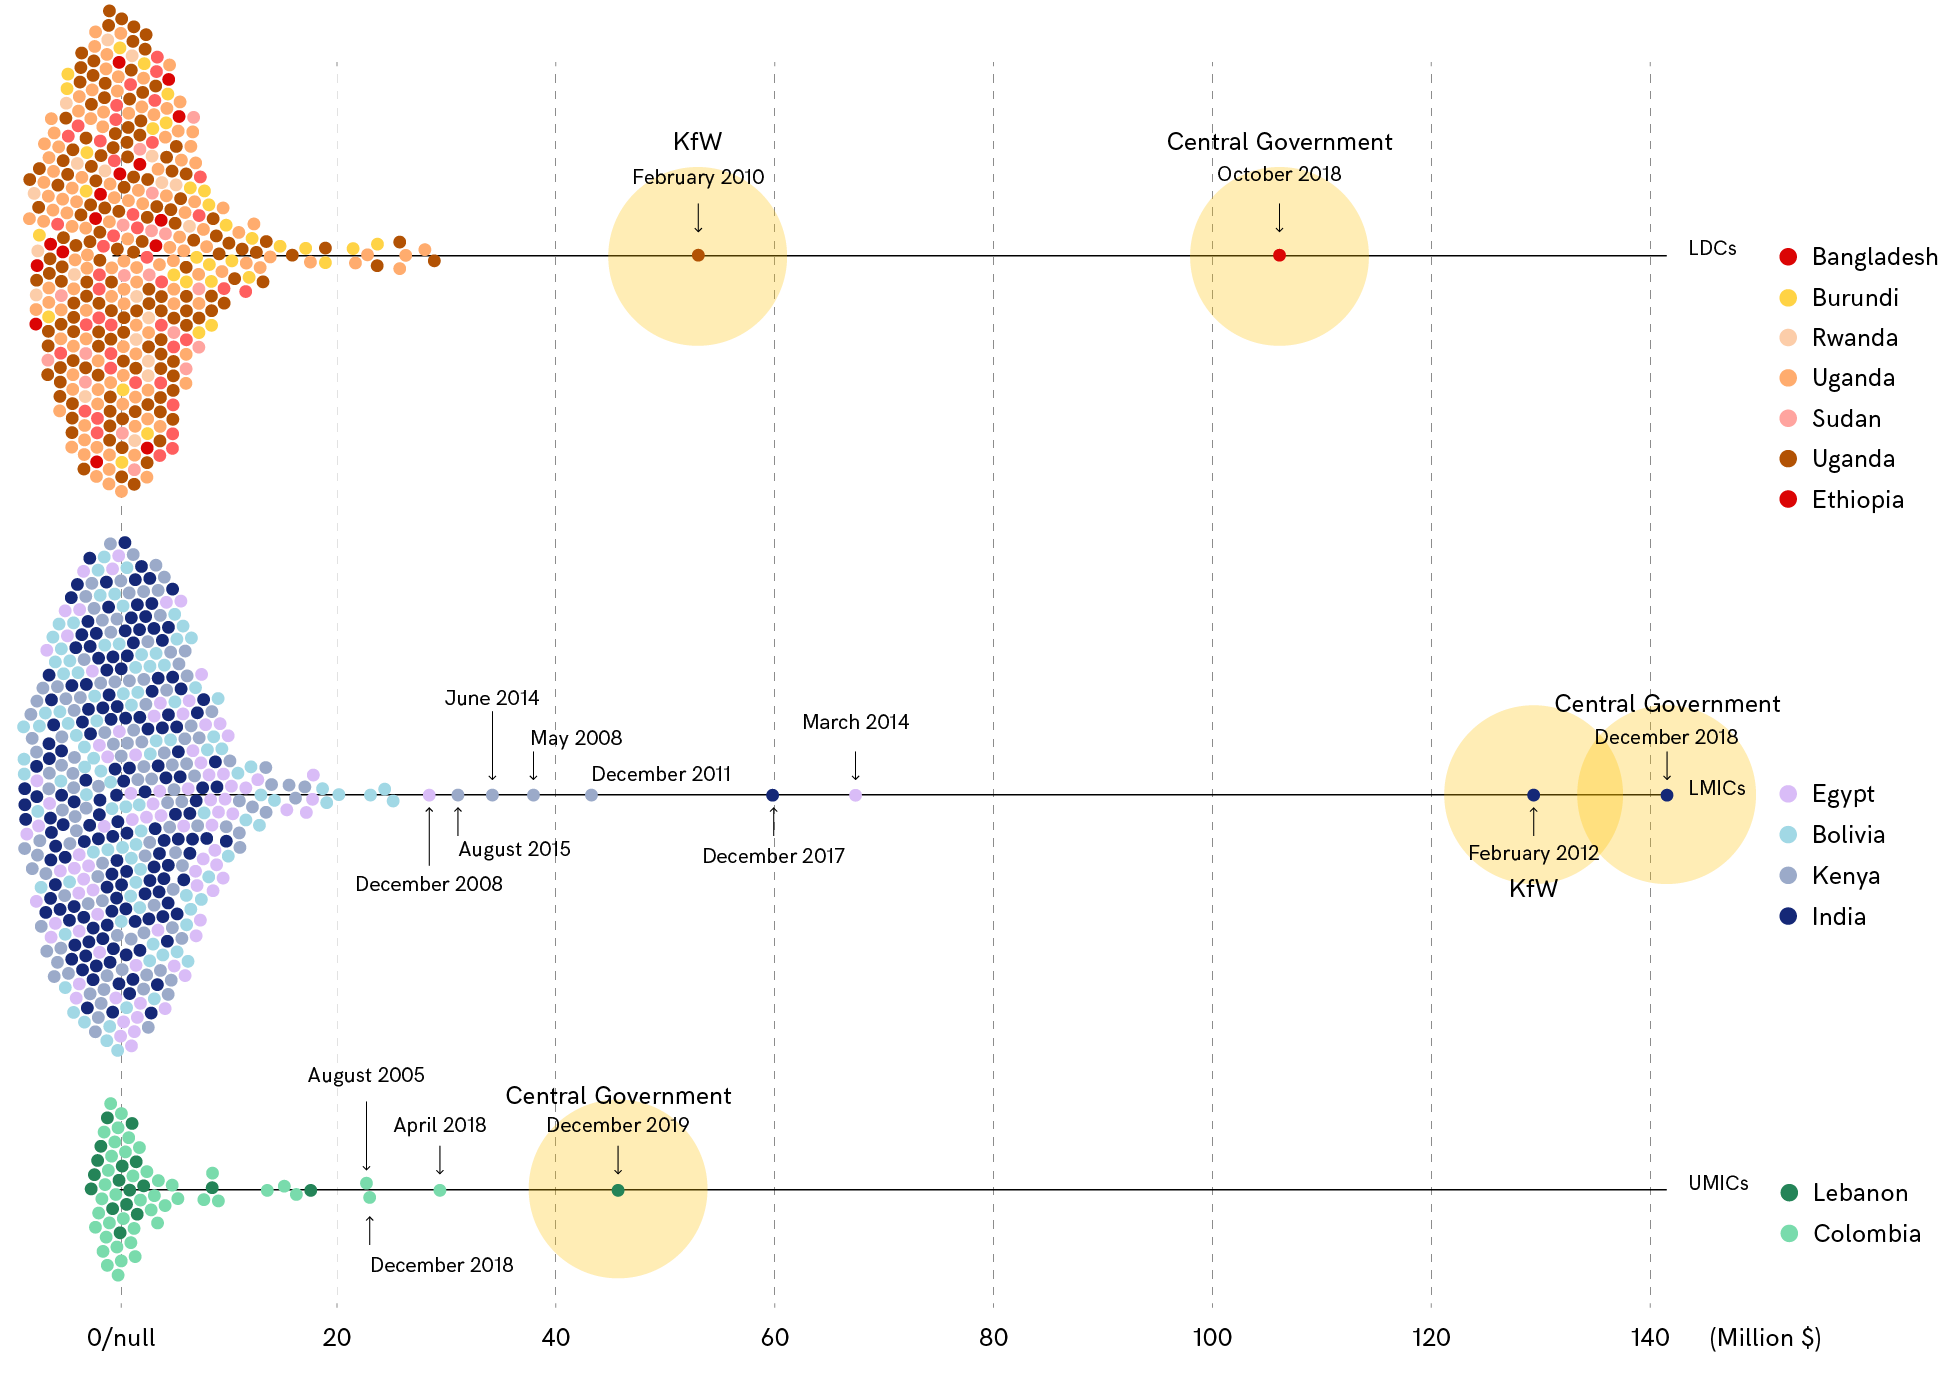 KfW
February 2010
Central Government
October 2018
LDCs
Bangladesh
Burundi
Rwanda
Uganda
Sudan
Uganda
Ethiopia
June 2014
May 2008
December 2011
March 2014
Central Government
December 2018
LMICs
December 2008
August 2015
December 2017
February 2012
KfW
Egypt
Bolivia
Kenya
India
August 2005
April 2018
Central Government
December 2019
UMICs
December 2018
Lebanon
Colombia
0/null 20 40 60 80 100 120 140 (Million $)